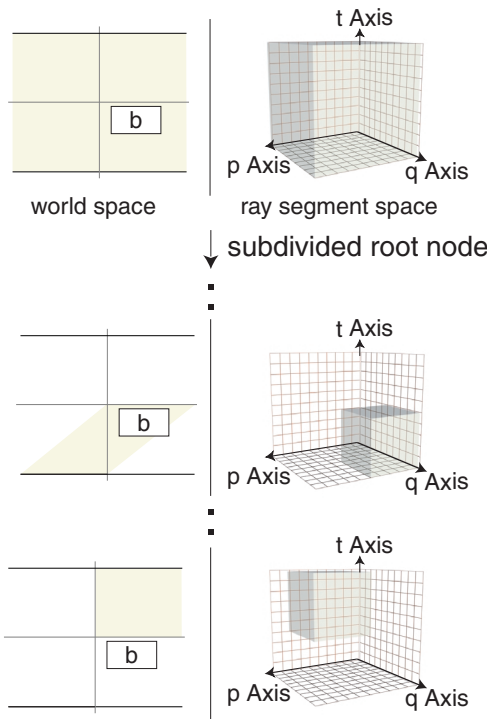 t Axis
b
p Axis
q Axis
world space
ray segment space
subdivided root node
t Axis
b
p Axis
q Axis
t Axis
b
p Axis
q Axis